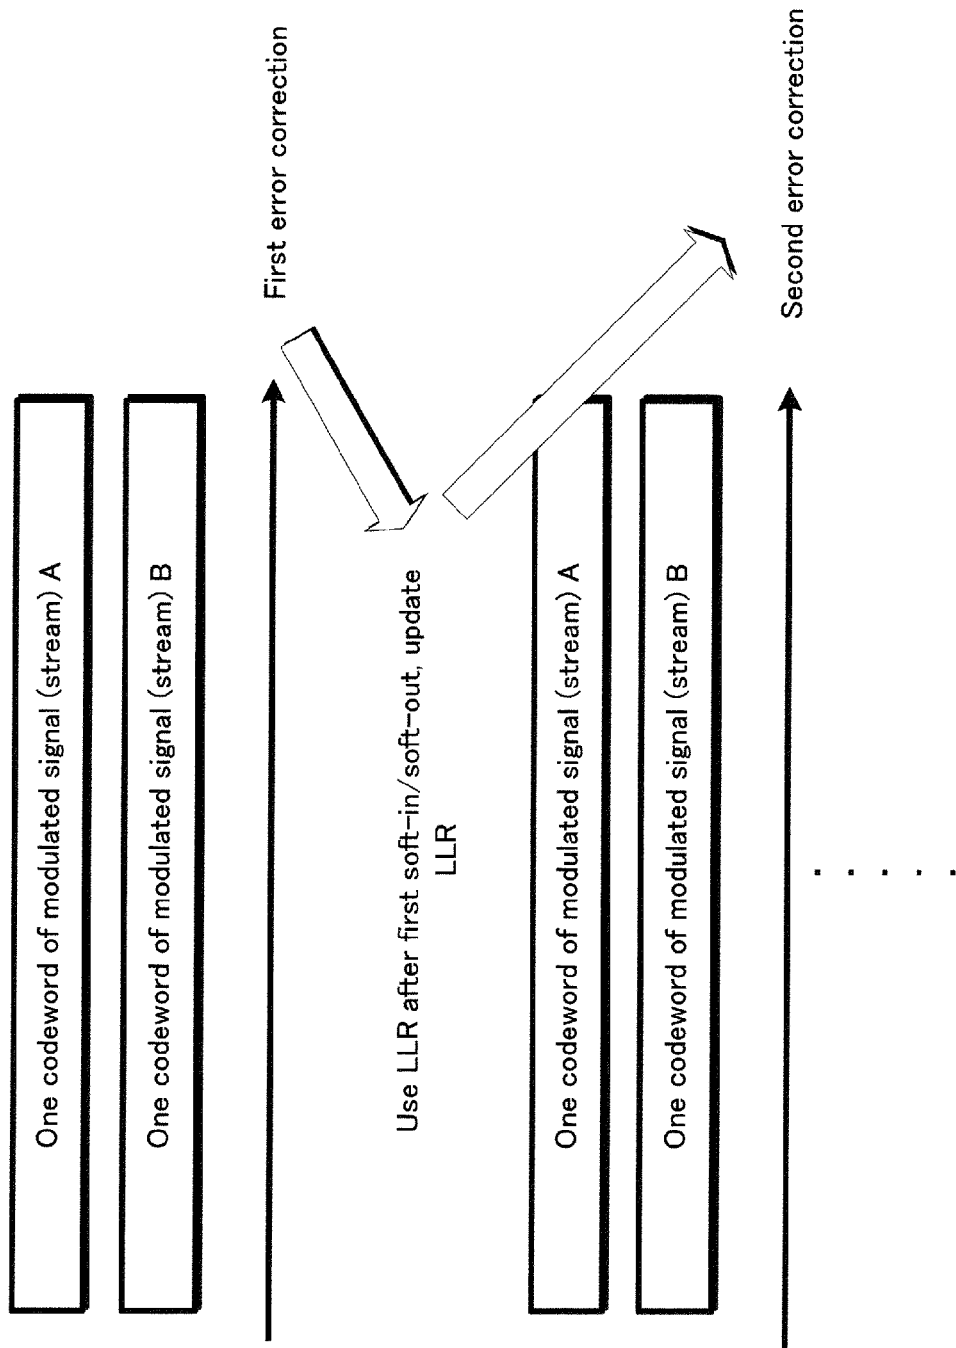 One codeword of modulated signal (stream) A
One codeword of modulated signal (stream) B
First error correction
Use LLR after first soft-in/soft-out, update
LLR
One codeword of modulated signal (stream) A
One codeword of modulated signal (stream) B
Second error correction